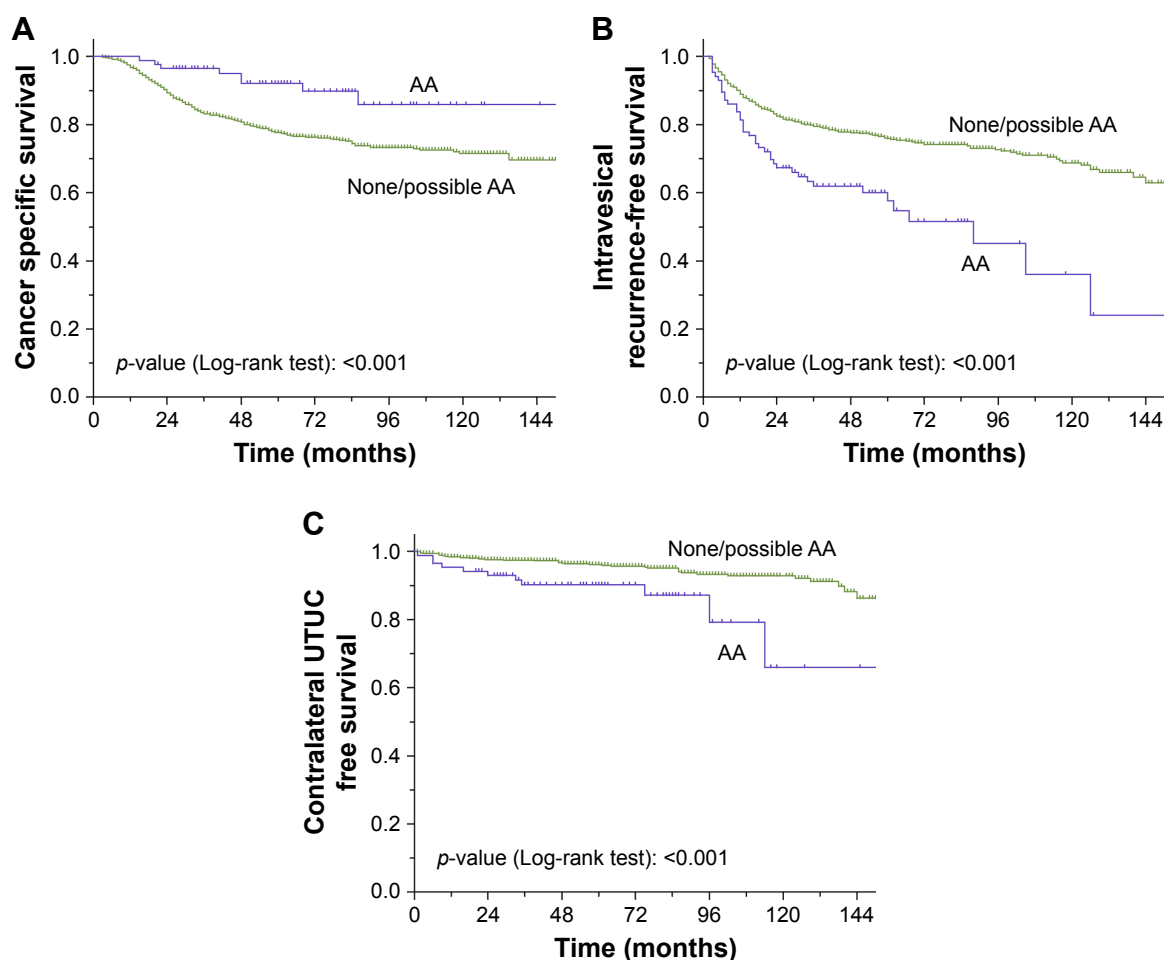 A
Cancer specific survival
1.0
0.8
0.6
0.4
0.2
0.0
AA
None/possible AA
p-value (Log-rank test): <0.001
0 24 48 72 96 120 144
Time (months)
B
Intravesical
recurrence-free survival
1.0
0.8
0.6
0.4
0.2
0.0
None/possible AA
AA
p-value (Log-rank test): <0.001
0 24 48 72 96 120 144
Time (months)
C
Contralateral UTUC
free survival
1.0
0.8
0.6
0.4
0.2
0.0
None/possible AA
AA
p-value (Log-rank test): <0.001
0 24 48 72 96 120 144
Time (months)